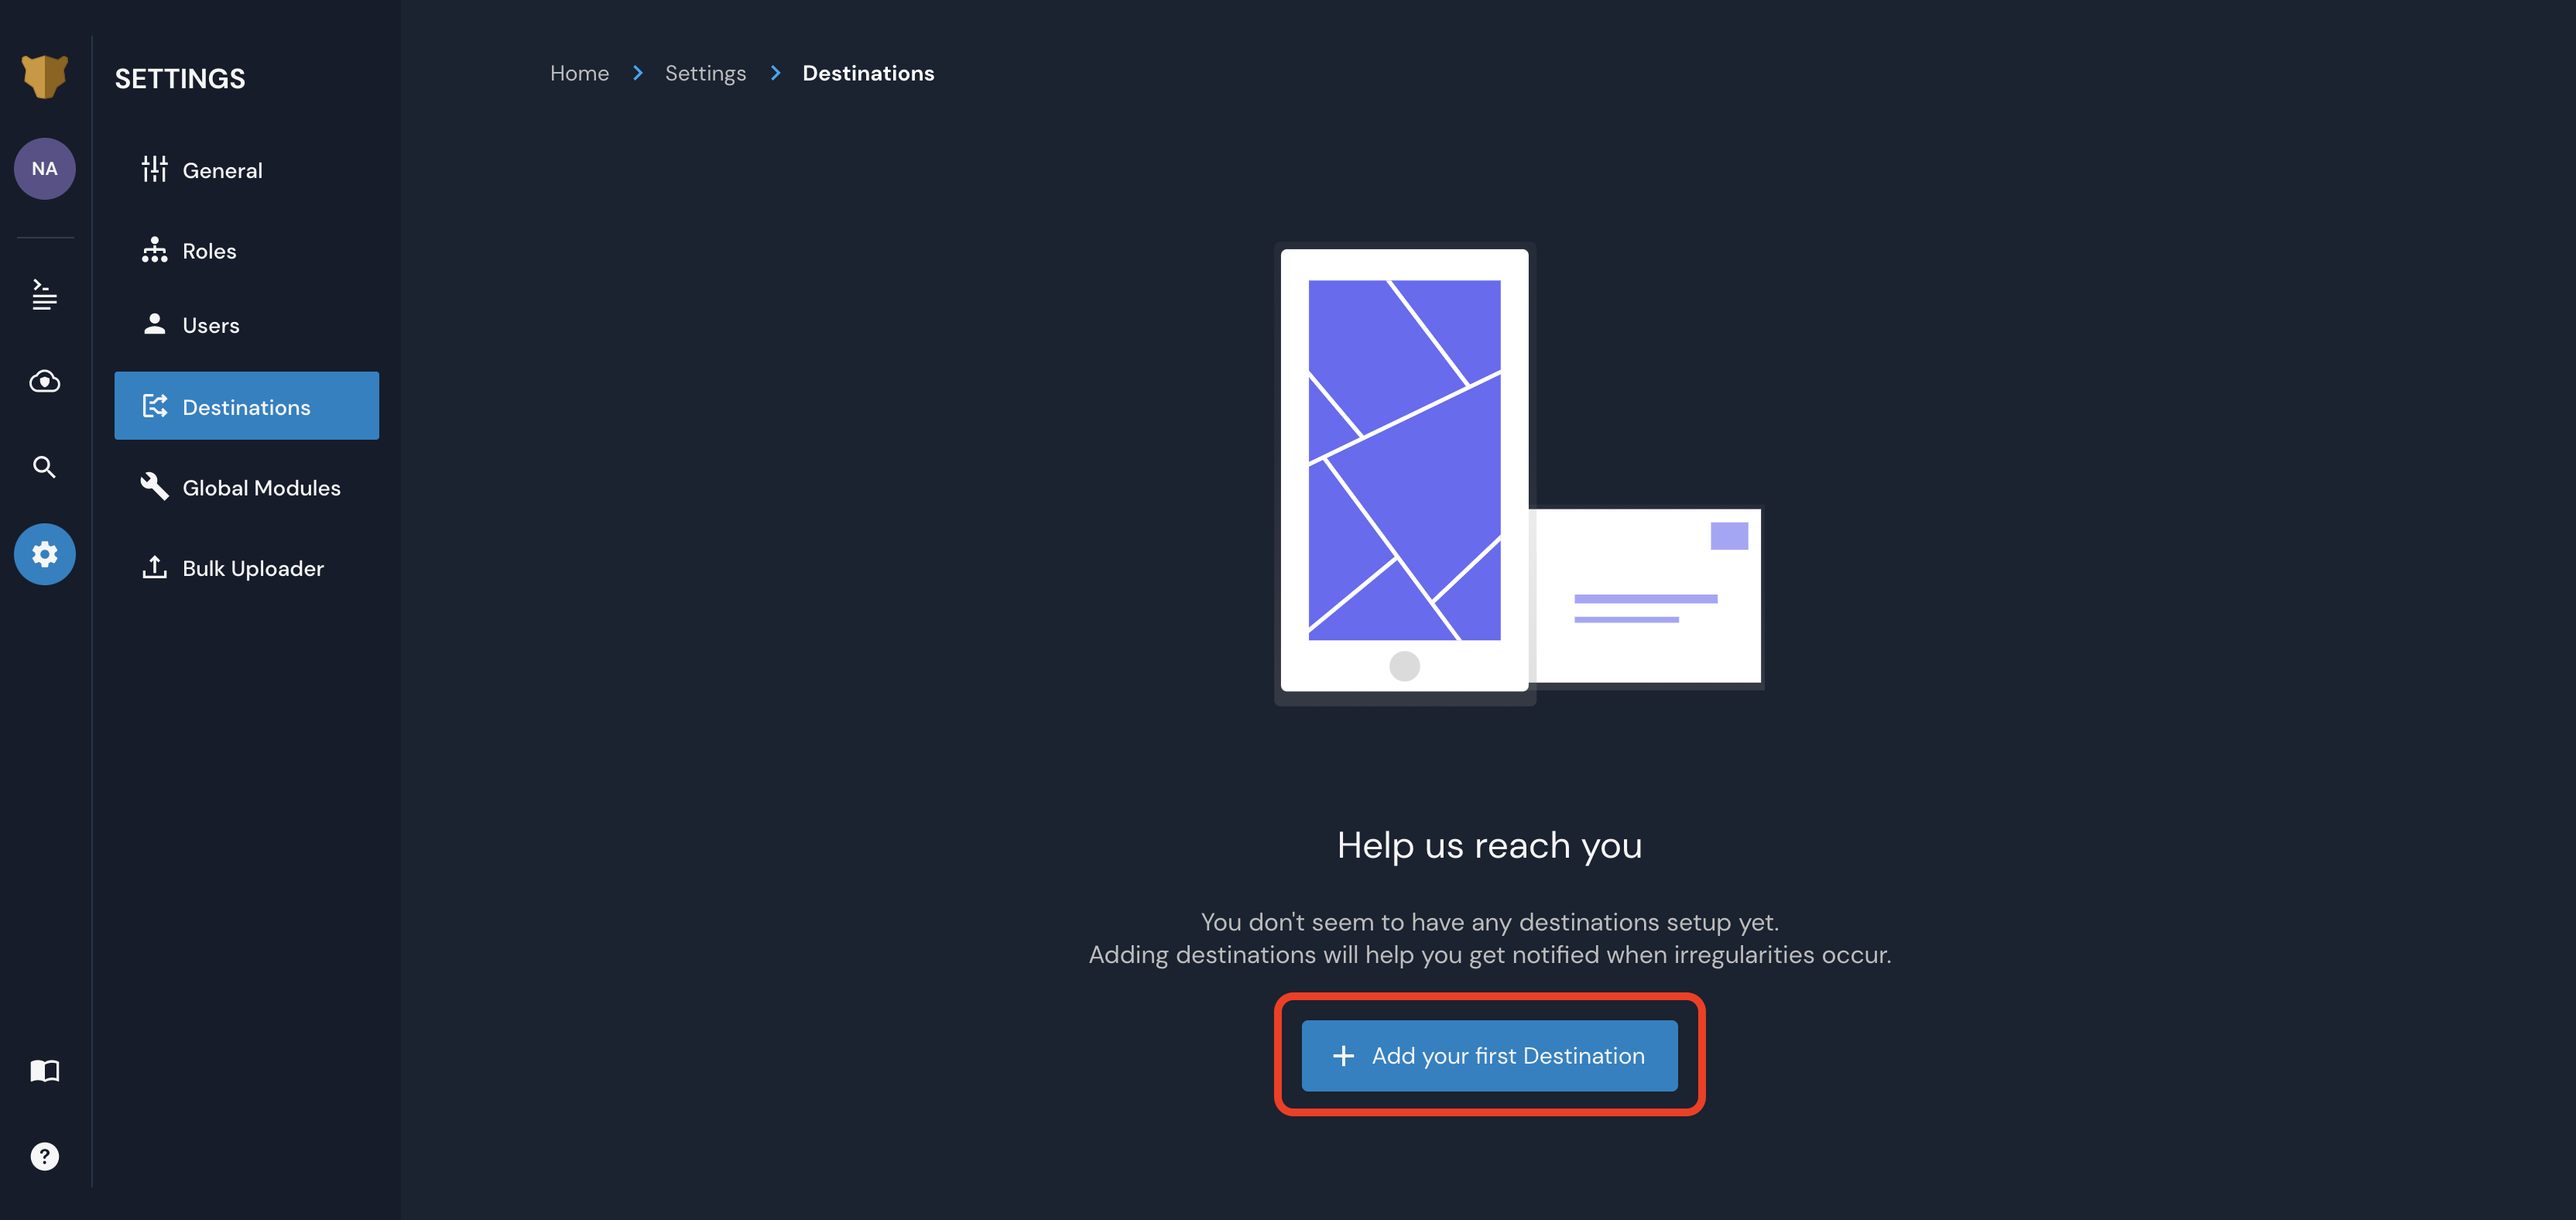 SETTINGS
NA
General
Roles
Users
Destinations
Global Modules
Bulk Uploader
?
Home > Settings > Destinations
Help us reach you
You don't seem to have any destinations setup yet.
Adding destinations will help you get notified when irregularities occur.
+ Add your first Destination